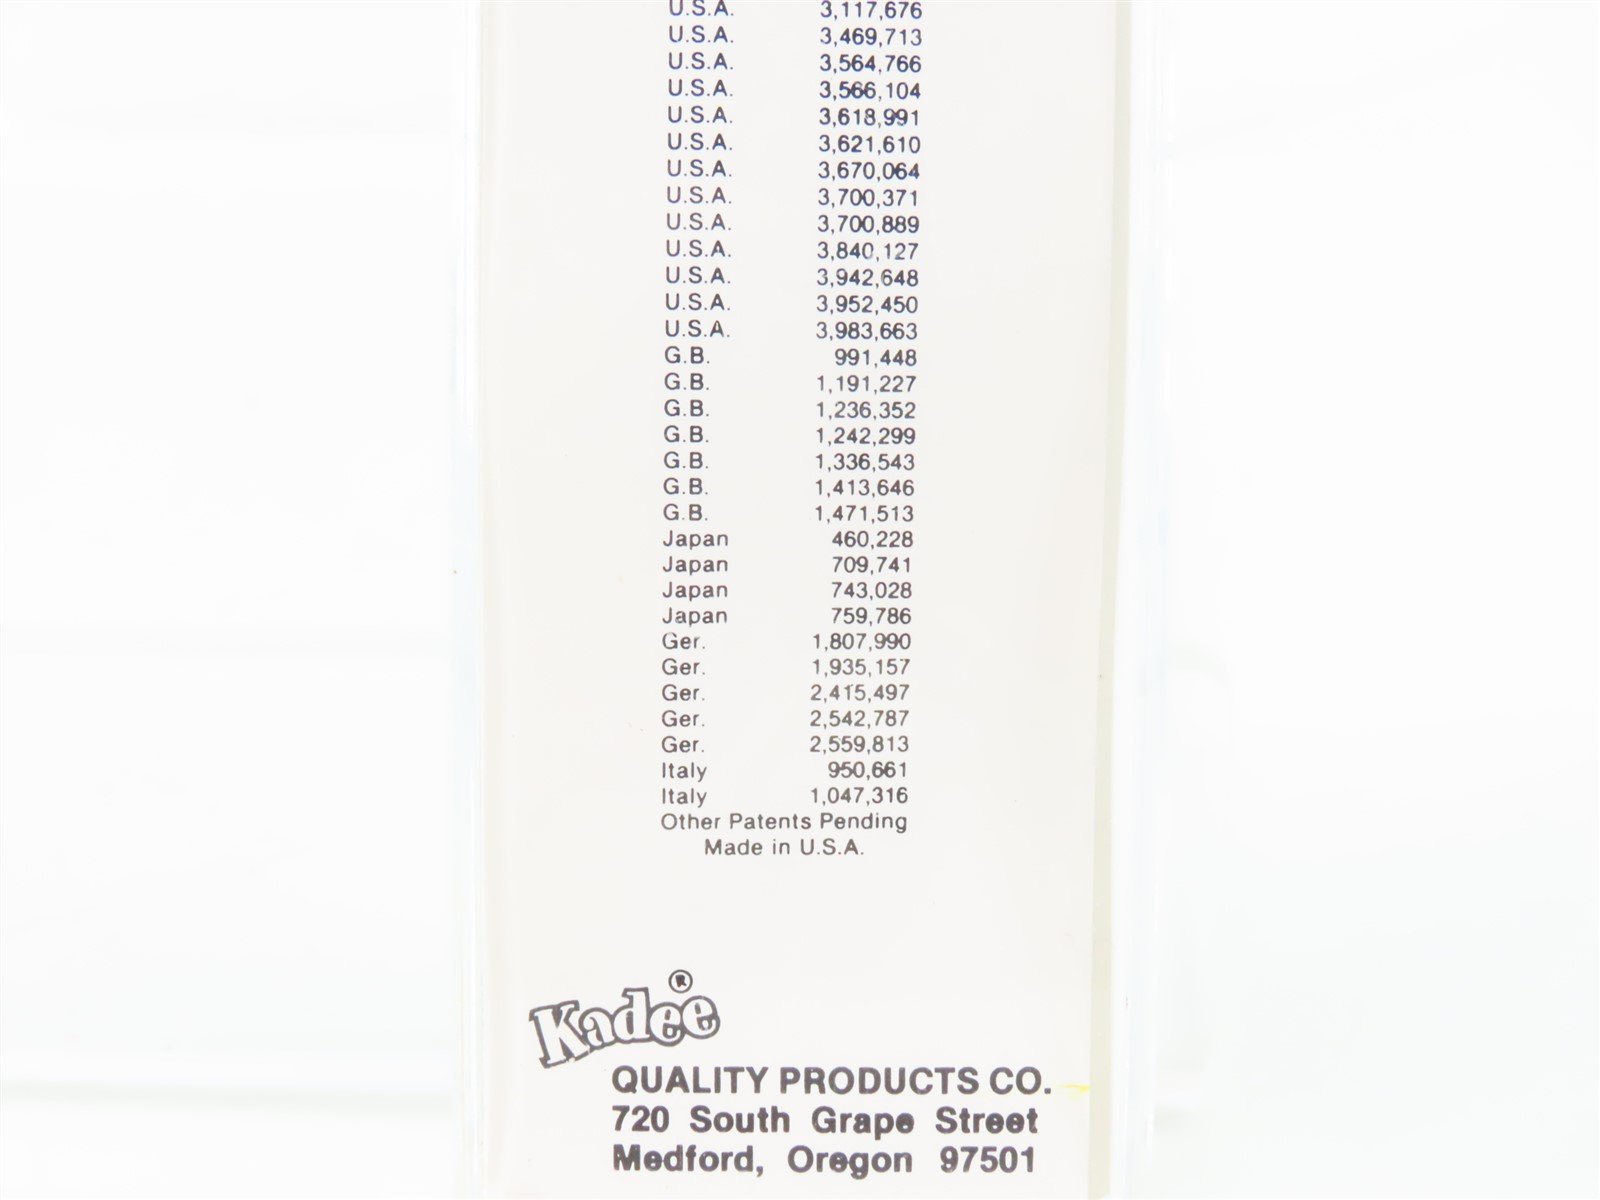 U.S.A. 3,117,676
U.S.A. 3,469,713
U.S.A. 3,564,766
U.S.A. 3,566,104
U.S.A. 3,618,991
U.S.A. 3,621,610
U.S.A. 3,670,064
U.S.A. 3,700,371
U.S.A. 3,700,889
U.S.A. 3,840,127
U.S.A. 3,942,648
U.S.A. 3,952,450
U.S.A. 3,983,663
G.B. 991,448
G.B. 1,191,227
G.B. 1,236,352
G.B. 1,242,299
G.B. 1,336,543
G.B. 1,413,646
G.B. 1,471,513
Japan 460,228
Japan 709,741
Japan 743,028
Japan 759,786
Ger. 1,807,990
Ger. 1,935,157
Ger. 2,415,497
Ger. 2,542,787
Ger. 2,559,813
Italy 950,661
Italy 1,047,316
Other Patents Pending
Made in U.S.A.
Kadee®
QUALITY PRODUCTS CO.
720 South Grape Street
Medford, Oregon 97501